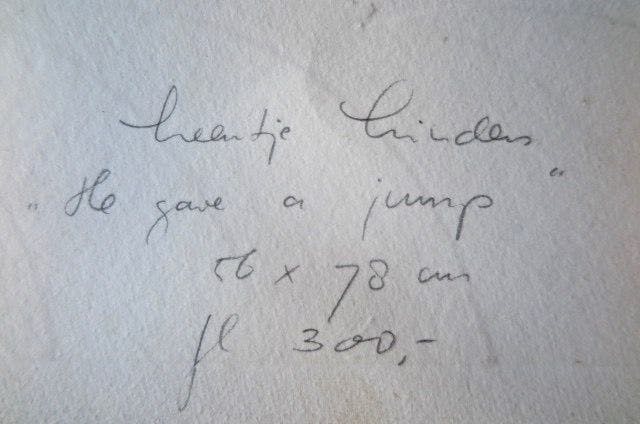 Leentje Linders
„He gave a jump“
56 x 78 cm
fl 300,-